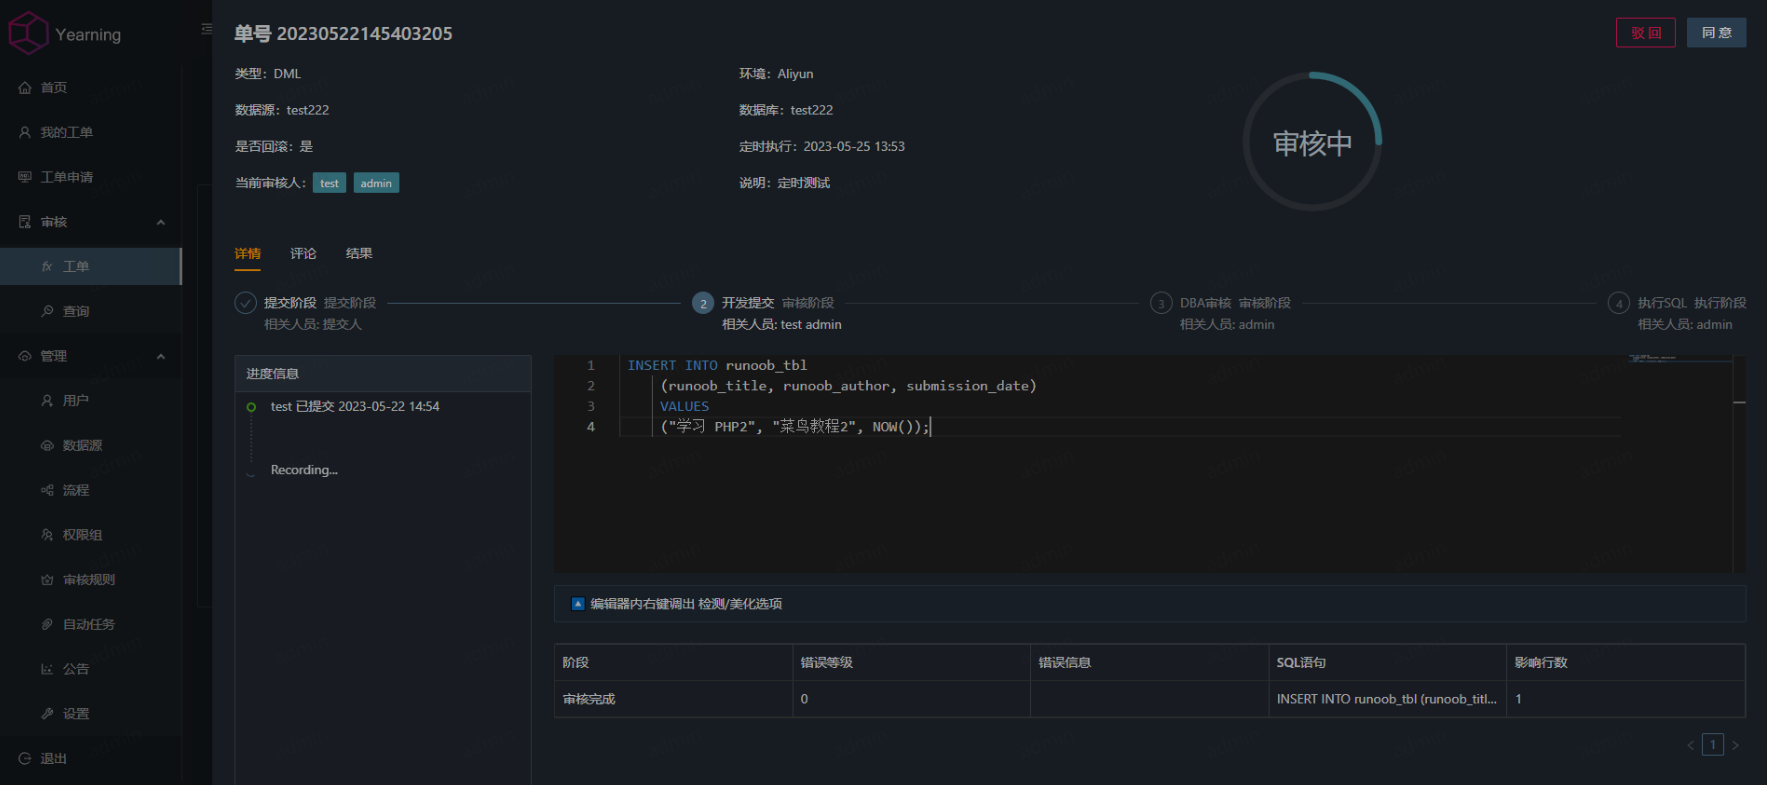 Yearning
首页
我的工单
工单申请
审核
工单
查询
管理
用户
数据源
流程
权限组
审核规则
自动任务
公告
设置
退出
单号 20230522145403205
驳 回
同 意
类型：DML
环境：Aliyun
数据源：test222
数据库：test222
是否回滚：是
定时执行：2023-05-25 13:53
当前审核人： test admin
说明：定时测试
审核中
详情 评论 结果
提交阶段 提交阶段
相关人员: 提交人
2 开发提交 审核阶段
相关人员: test admin
3 DBA审核 审核阶段
相关人员: admin
4 执行SQL 执行阶段
相关人员: admin
进度信息
test 已提交 2023-05-22 14:54
Recording...
1 INSERT INTO runoob_tbl
2 (runoob_title, runoob_author, submission_date)
3 VALUES
4 ("学习 PHP2", "菜鸟教程2", NOW());
编辑器内右键调出 检测/美化选项
阶段 错误等级 错误信息 SQL语句 影响行数
审核完成 0 INSERT INTO runoob_tbl (runoob_titl... 1
< 1 >
admin